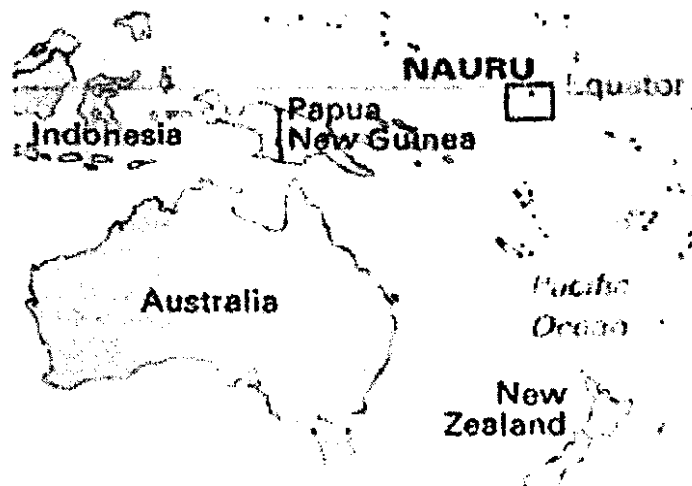 NAURU
Equator
Papua
New Guinea
Indonesia
Australia
Pacific
Ocean
New
Zealand